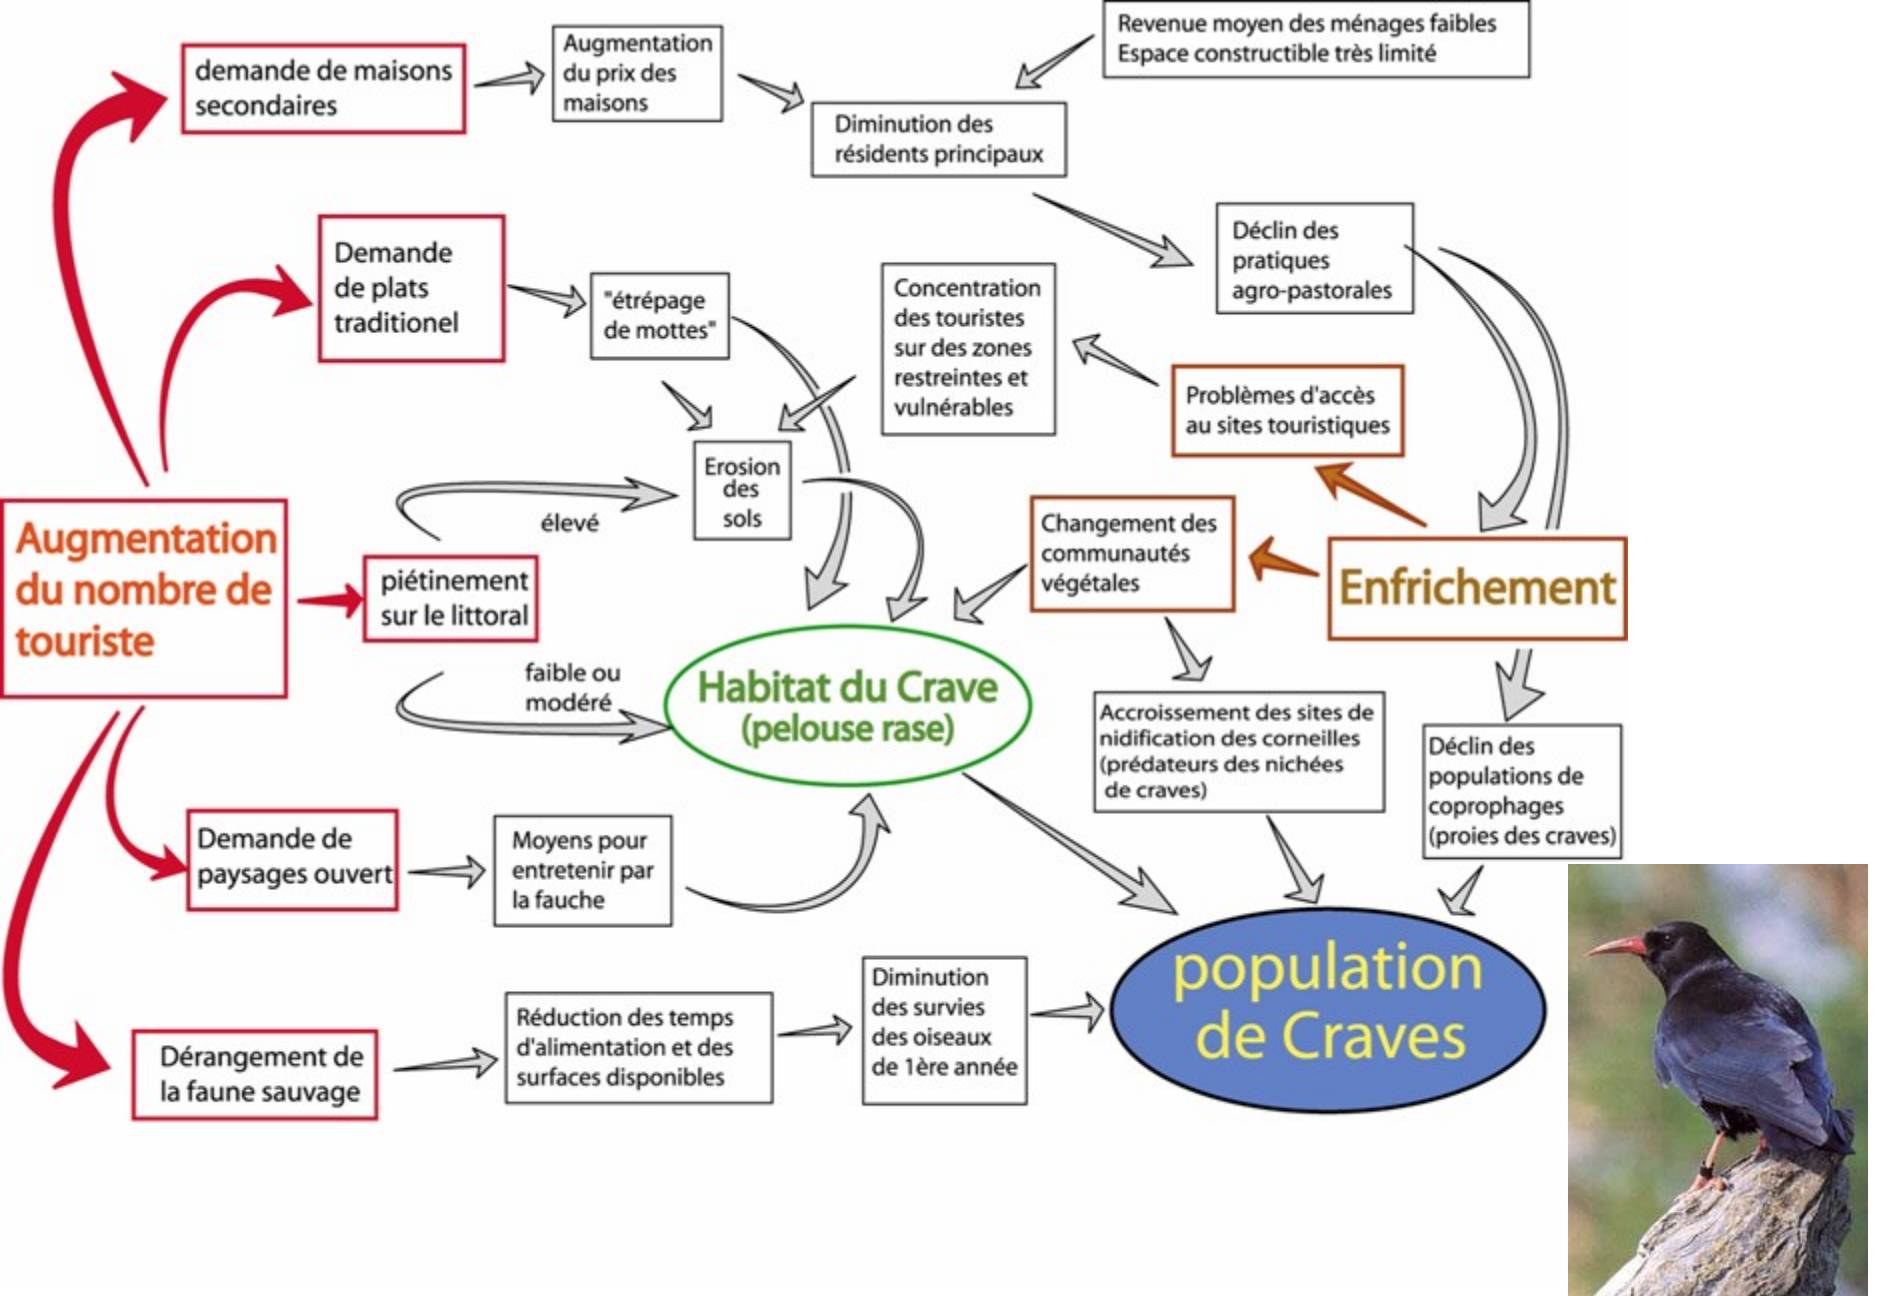 Revenue moyen des ménages faibles
Espace constructible très limité
demande de maisons
secondaires
Augmentation
du prix des
maisons
Diminution des
résidents principaux
Demande
de plats
traditionel
"étrépage
de mottes"
Concentration
des touristes
sur des zones
restreintes et
vulnérables
Déclin des
pratiques
agro-pastorales
Problèmes d'accès
au sites touristiques
Erosion
des
sols
élevé
Augmentation
du nombre de
touriste
piétinement
sur le littoral
Changement des
communautés
végétales
Enfrichement
faible ou
modéré
Habitat du Crave
(pelouse rase)
Accroissement des sites de
nidification des corneilles
(prédateurs des nichées
de craves)
Déclin des
populations de
coprophages
(proies des craves)
Demande de
paysages ouvert
Moyens pour
entretenir par
la fauche
population
de Craves
Dérangement de
la faune sauvage
Réduction des temps
d'alimentation et des
surfaces disponibles
Diminution
des survies
des oiseaux
de 1ère année